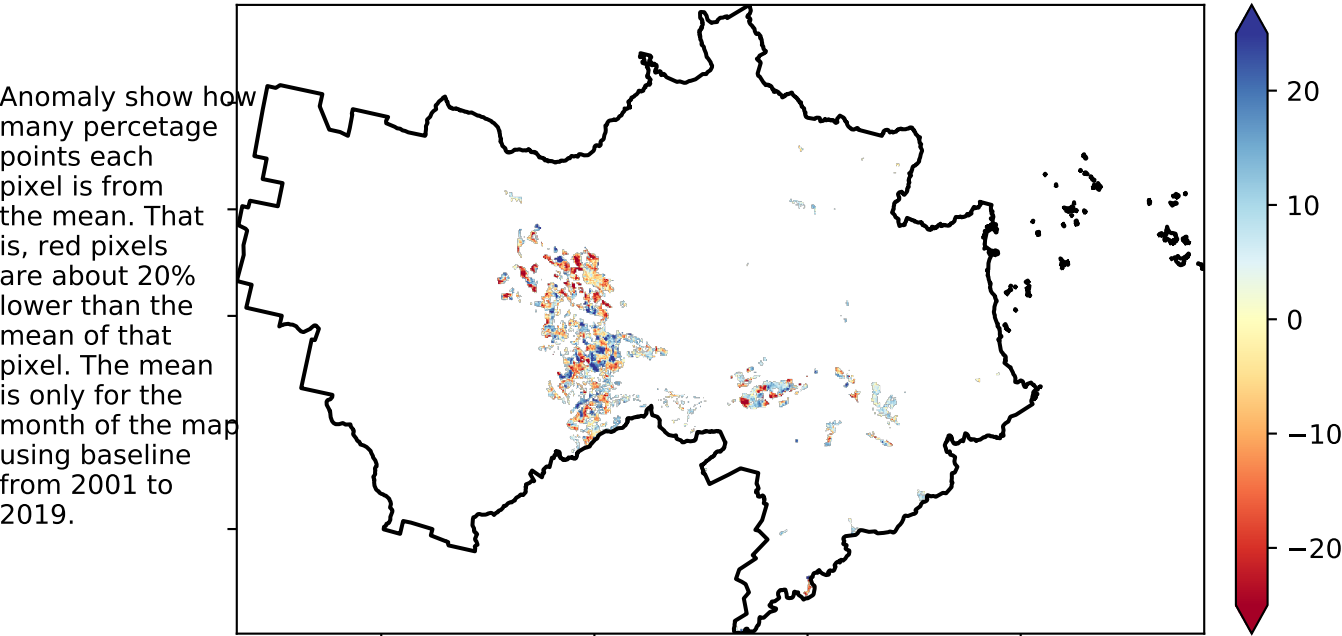 Anomaly show how
many percetage
points each
pixel is from
the mean. That
is, red pixels
are about 20%
lower than the
mean of that
pixel. The mean
is only for the
month of the map
using baseline
from 2001 to
2019.
20
10
0
−10
−20